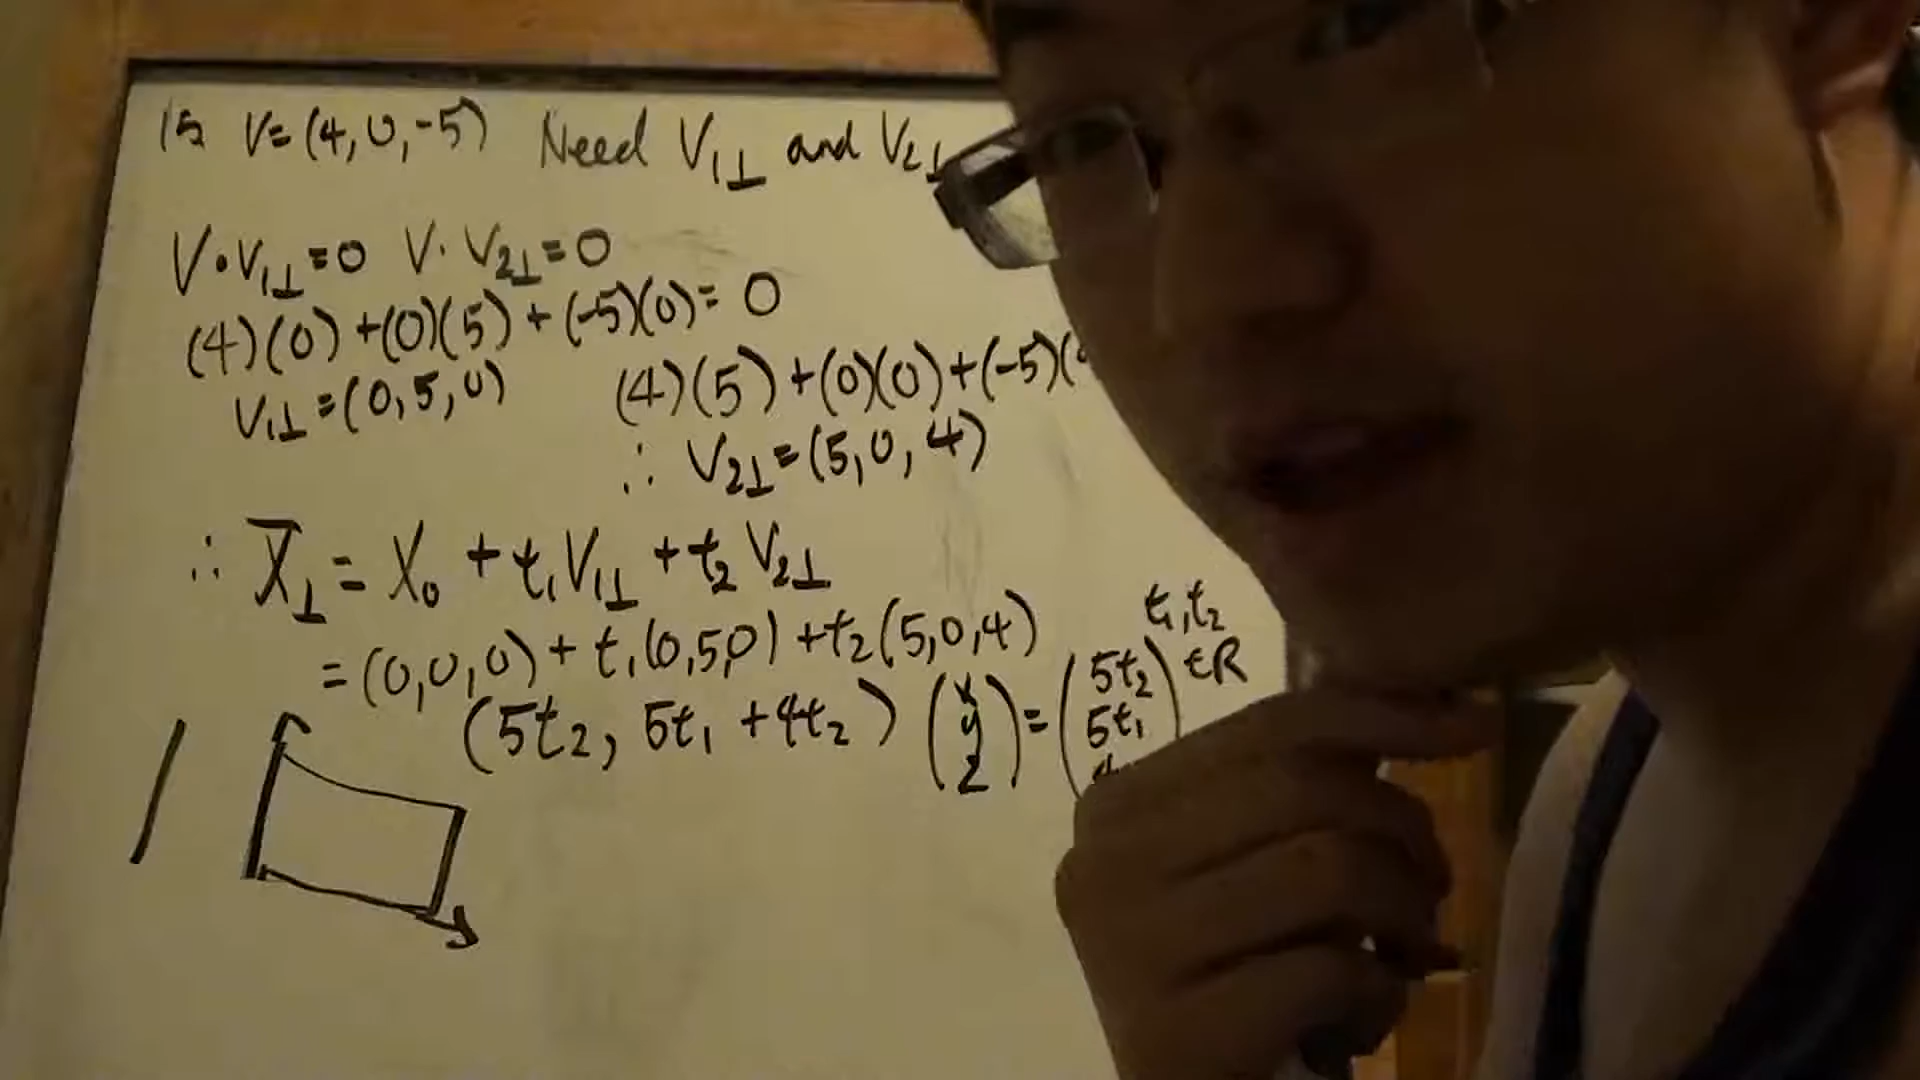 15 V=(4,0,-5) Need V1⊥ and V2⊥
V·V1⊥=0 V·V2⊥=0
(4)(0)+(0)(5)+(-5)(0)=0
V1⊥=(0,5,0)
(4)(5)+(0)(0)+(-5)(
∴ V2⊥=(5,0,4)
∴ X⊥ = X0 + t1V1⊥ + t2V2⊥
=(0,0,0)+t1(0,5,0)+t2(5,0,4)
t1,t2 ∈R
(5t2, 5t1 +4t2)
(x y z)=(5t2 5t1